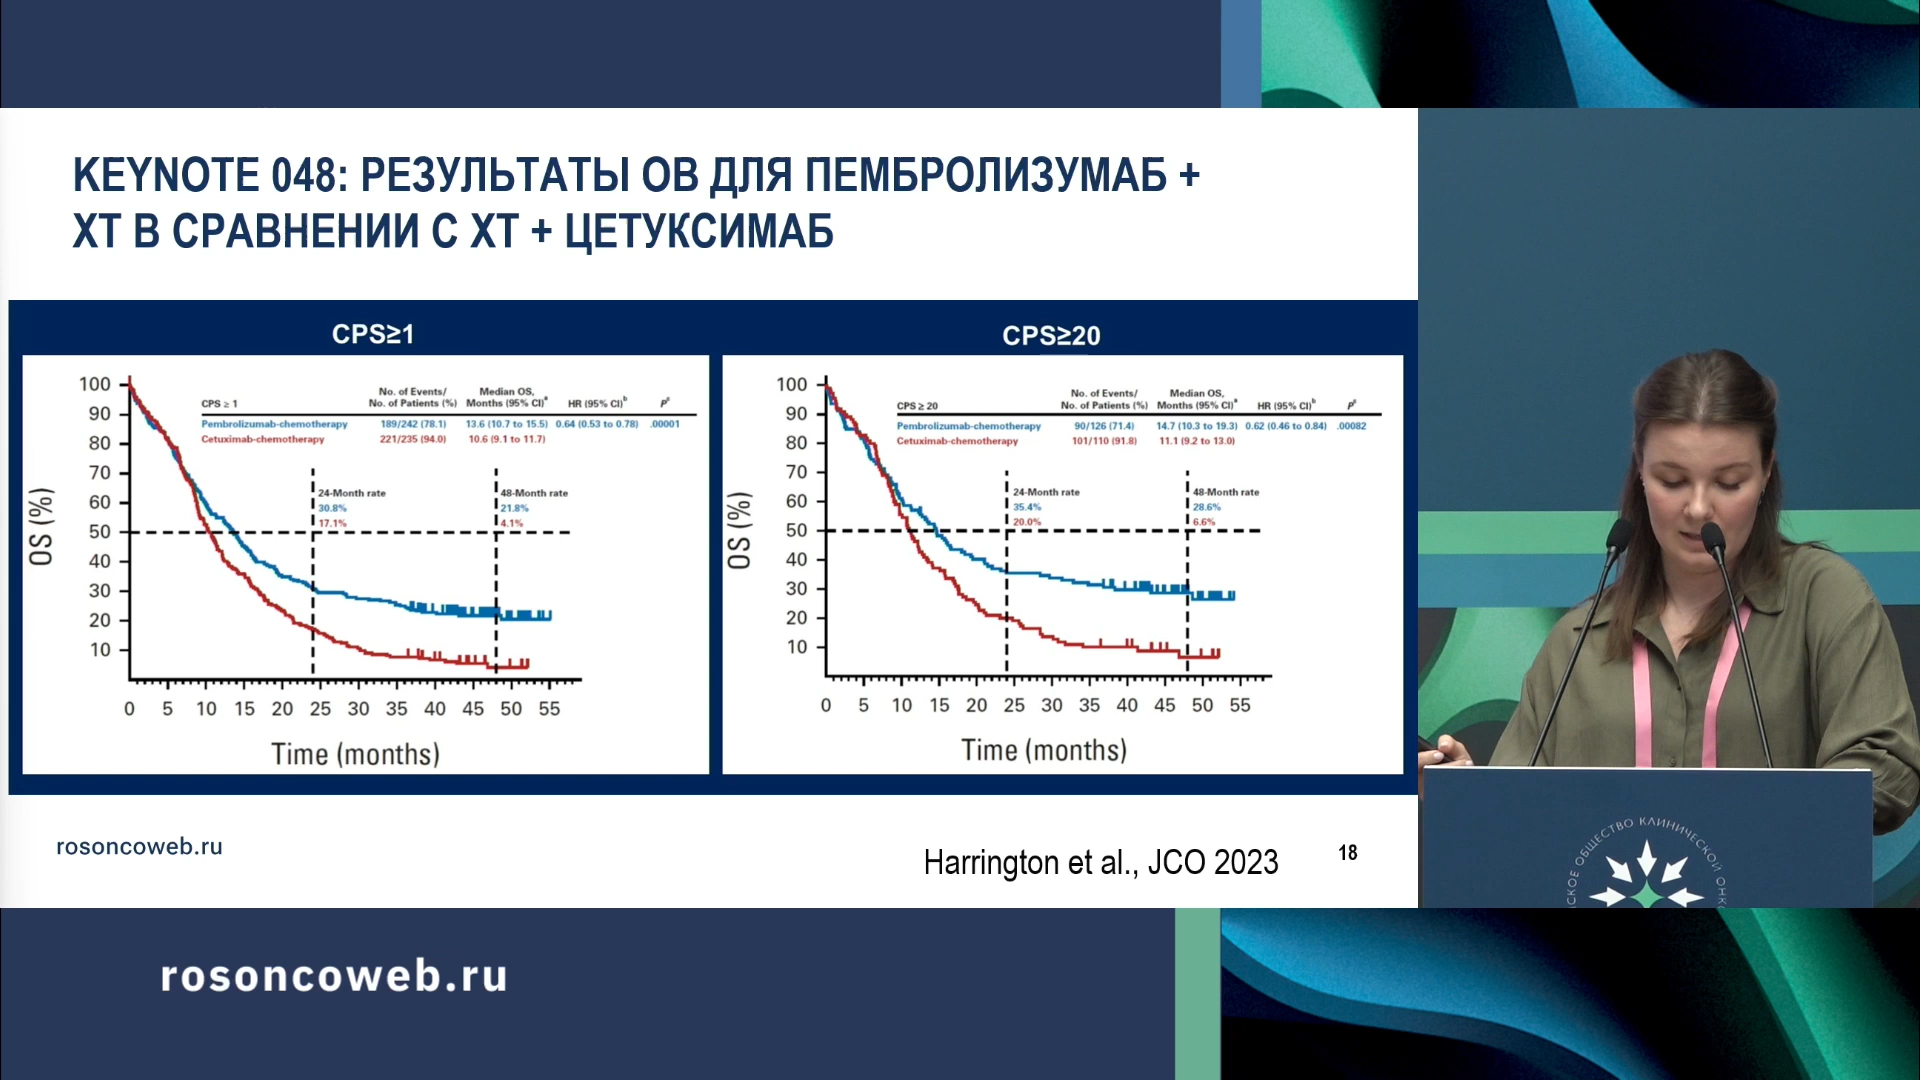 KEYNOTE 048: РЕЗУЛЬТАТЫ ОВ ДЛЯ ПЕМБРОЛИЗУМАБ +
ХТ В СРАВНЕНИИ С ХТ + ЦЕТУКСИМАБ
CPS≥1
OS (%)
100
90
80
70
60
50
40
30
20
10
CPS ≥ 1 No. of Events/ No. of Patients (%) Median OS, Months (95% CI)a HR (95% CI)b Pc
Pembrolizumab-chemotherapy 189/242 (78.1) 13.6 (10.7 to 15.5) 0.64 (0.53 to 0.78) .00001
Cetuximab-chemotherapy 221/235 (94.0) 10.6 (9.1 to 11.7)
24-Month rate
30.8%
17.1%
48-Month rate
21.8%
4.1%
0 5 10 15 20 25 30 35 40 45 50 55
Time (months)
CPS≥20
OS (%)
100
90
80
70
60
50
40
30
20
10
CPS ≥ 20 No. of Events/ No. of Patients (%) Median OS, Months (95% CI)a HR (95% CI)b Pc
Pembrolizumab-chemotherapy 90/126 (71.4) 14.7 (10.3 to 19.3) 0.62 (0.46 to 0.84) .00082
Cetuximab-chemotherapy 101/110 (91.8) 11.1 (9.2 to 13.0)
24-Month rate
35.4%
20.0%
48-Month rate
28.6%
6.6%
0 5 10 15 20 25 30 35 40 45 50 55
Time (months)
rosoncoweb.ru
Harrington et al., JCO 2023
18
ОБЩЕСТВО КЛИНИЧЕСКОЙ
rosoncoweb.ru